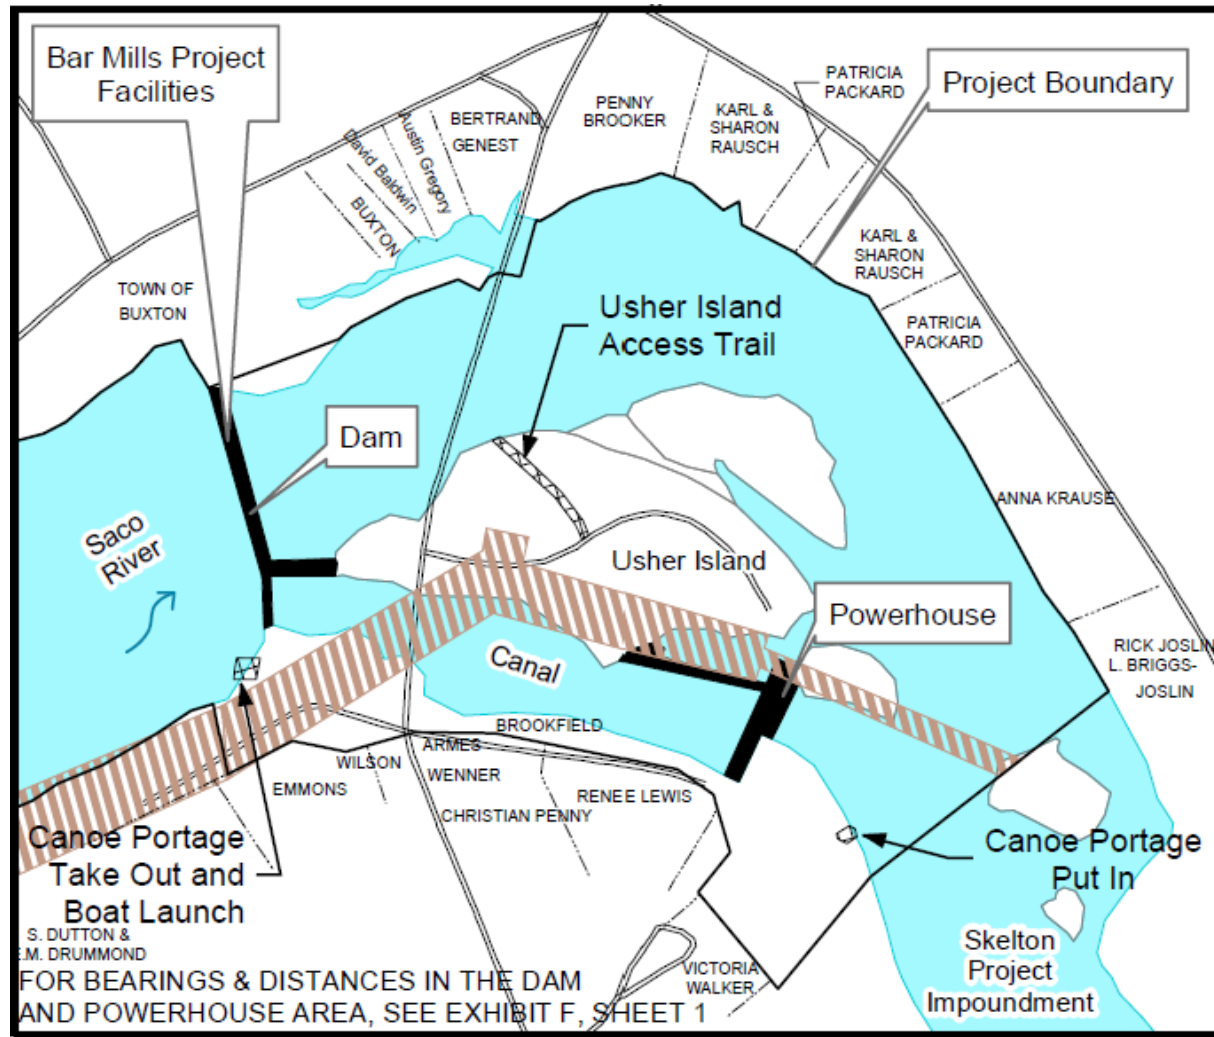 Bar Mills Project
Facilities
BERTRAND
GENEST
PENNY
BROOKER
KARL &
SHARON
RAUSCH
PATRICIA
PACKARD
Project Boundary
Austin Gregory
David Baldwin
BUXTON
TOWN OF
BUXTON
KARL &
SHARON
RAUSCH
PATRICIA
PACKARD
Usher Island
Access Trail
Dam
ANNA KRAUSE
Saco
River
Usher Island
Powerhouse
RICK JOSLIN
L. BRIGGS-
JOSLIN
Canal
BROOKFIELD
ARMES
WILSON
WENNER
EMMONS
RENEE LEWIS
CHRISTIAN PENNY
Canoe Portage
Take Out and
Boat Launch
Canoe Portage
Put In
S. DUTTON &
E.M. DRUMMOND
Skelton
Project
Impoundment
VICTORIA
WALKER
FOR BEARINGS & DISTANCES IN THE DAM
AND POWERHOUSE AREA, SEE EXHIBIT F, SHEET 1